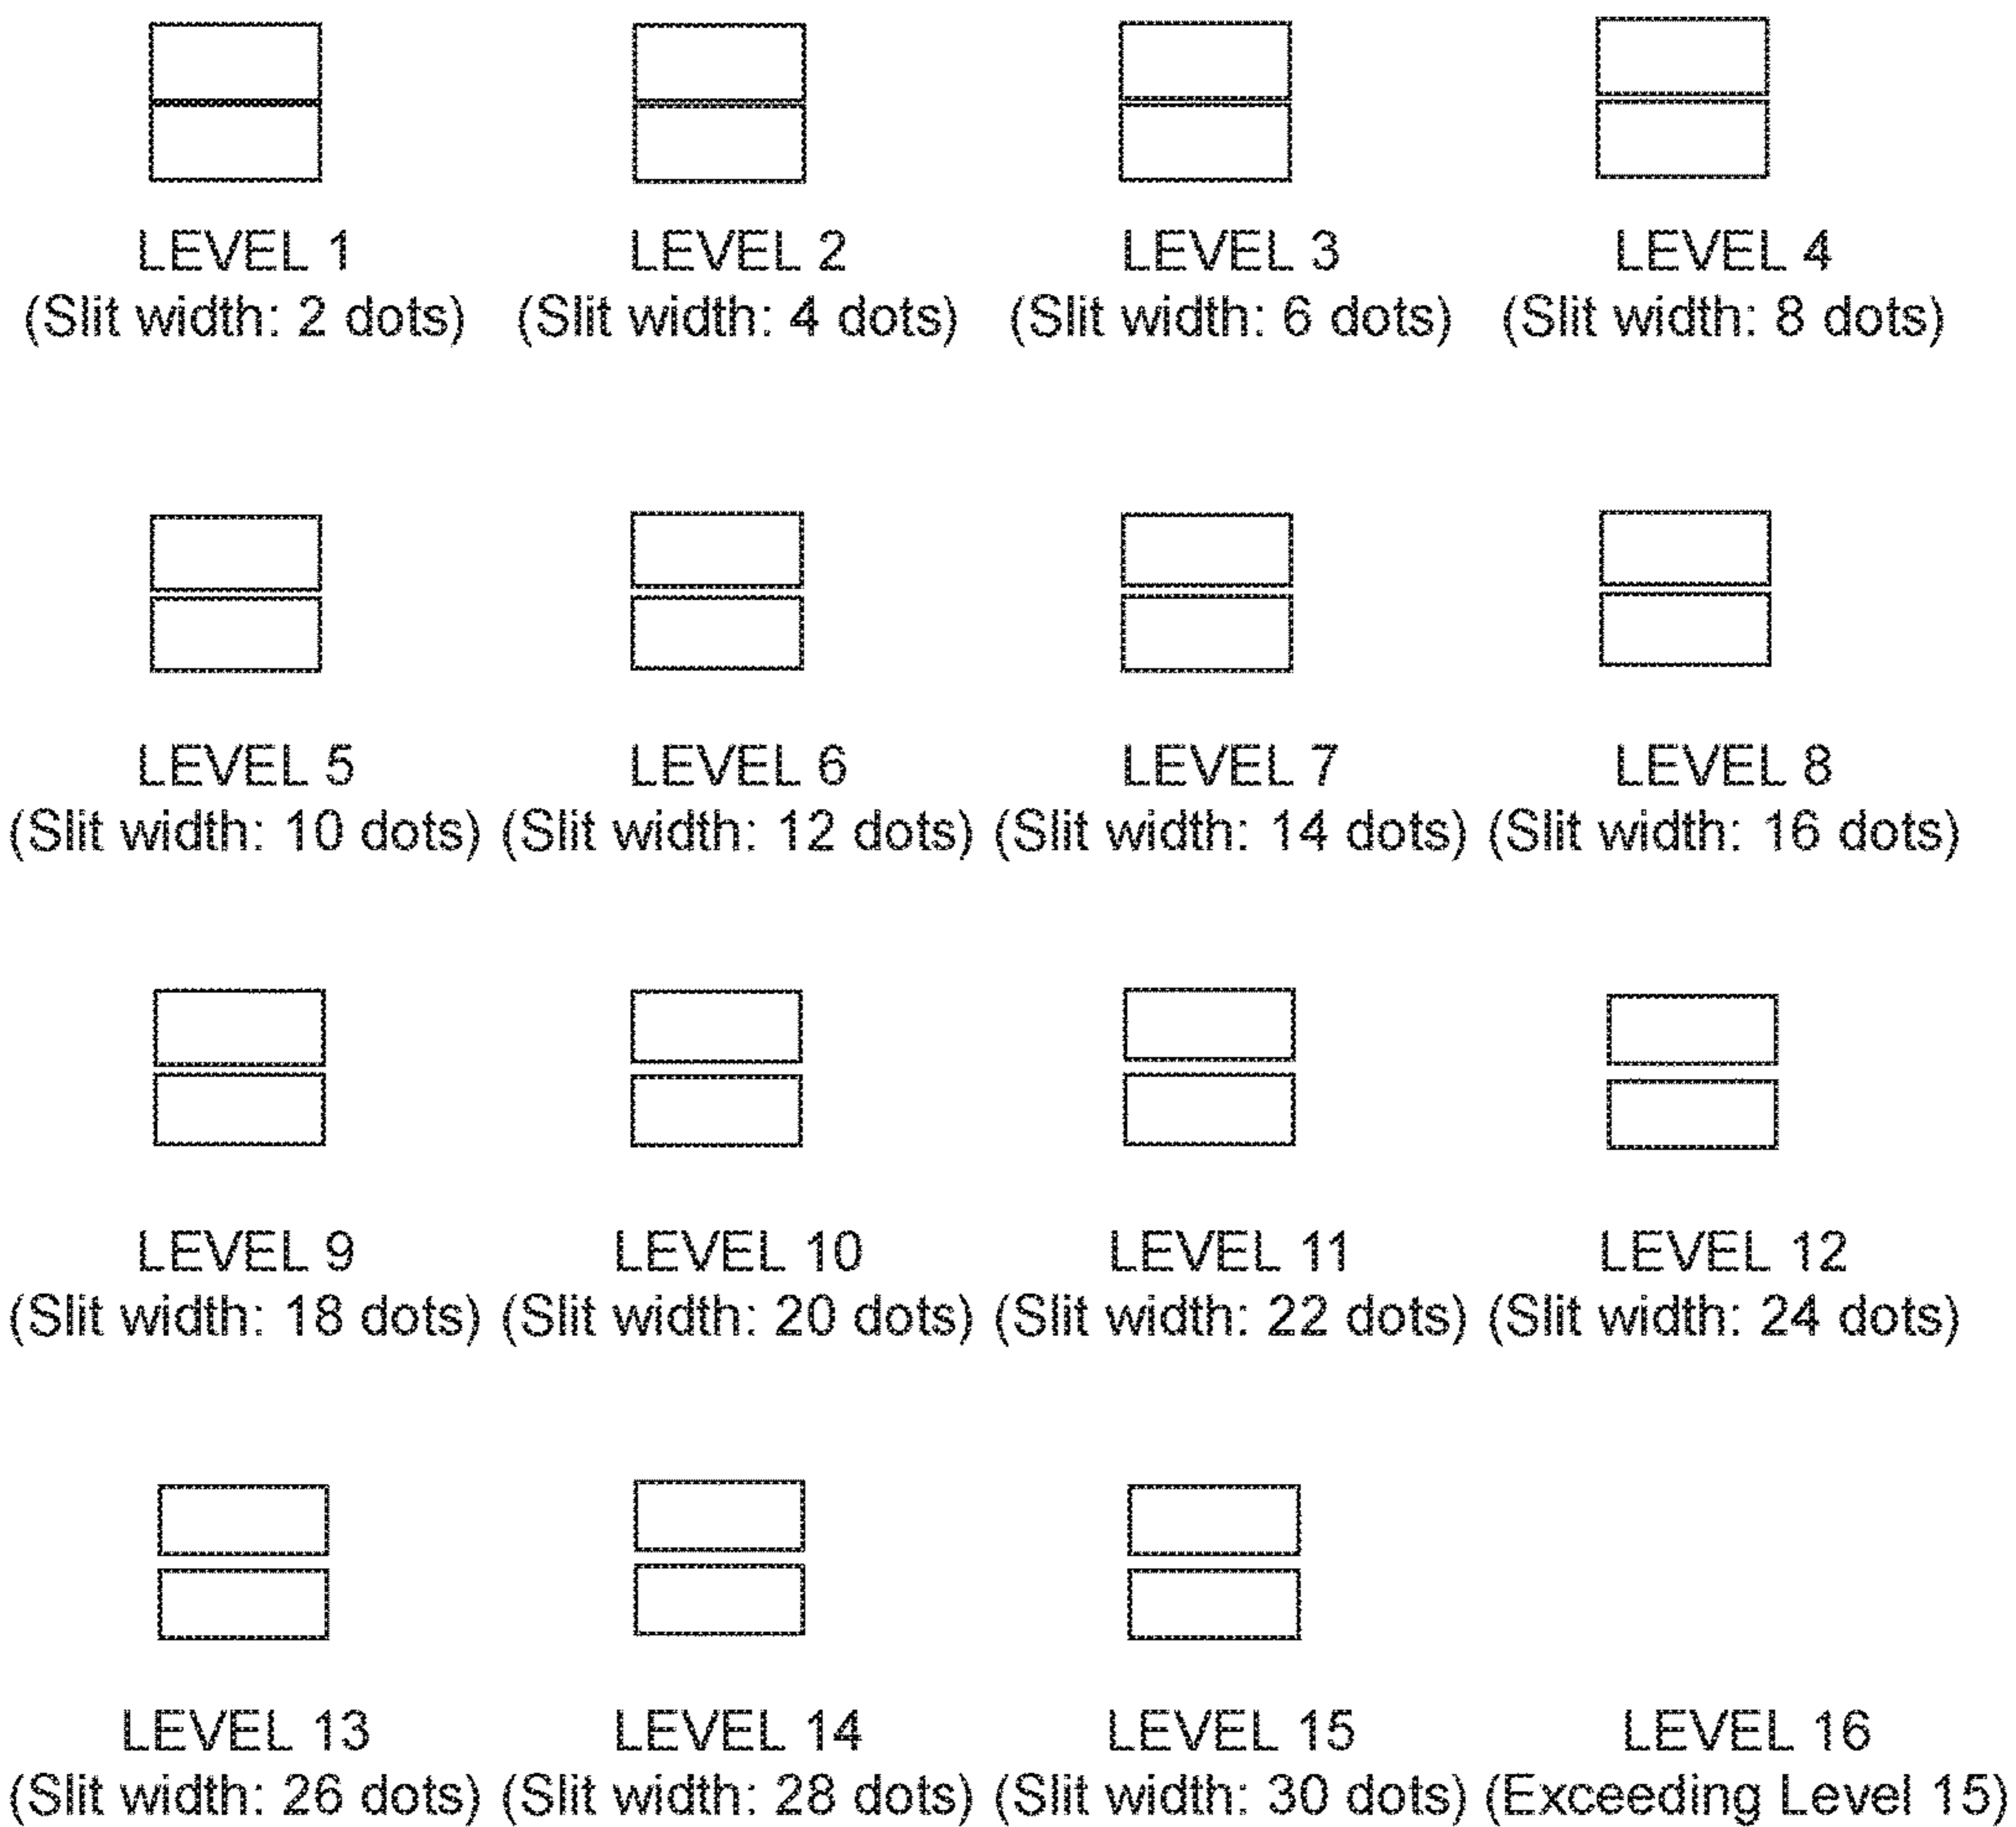 LEVEL 1 LEVEL 2 LEVEL 3 LEVEL 4
(Slit width: 2 dots) (Slit width: 4 dots) (Slit width: 6 dots) (Slit width: 8 dots)
LEVEL 5 LEVEL 6 LEVEL 7 LEVEL 8
(Slit width: 10 dots) (Slit width: 12 dots) (Slit width: 14 dots) (Slit width: 16 dots)
LEVEL 9 LEVEL 10 LEVEL 11 LEVEL 12
(Slit width: 18 dots) (Slit width: 20 dots) (Slit width: 22 dots) (Slit width: 24 dots)
LEVEL 13 LEVEL 14 LEVEL 15 LEVEL 16
(Slit width: 26 dots) (Slit width: 28 dots) (Slit width: 30 dots) (Exceeding Level 15)